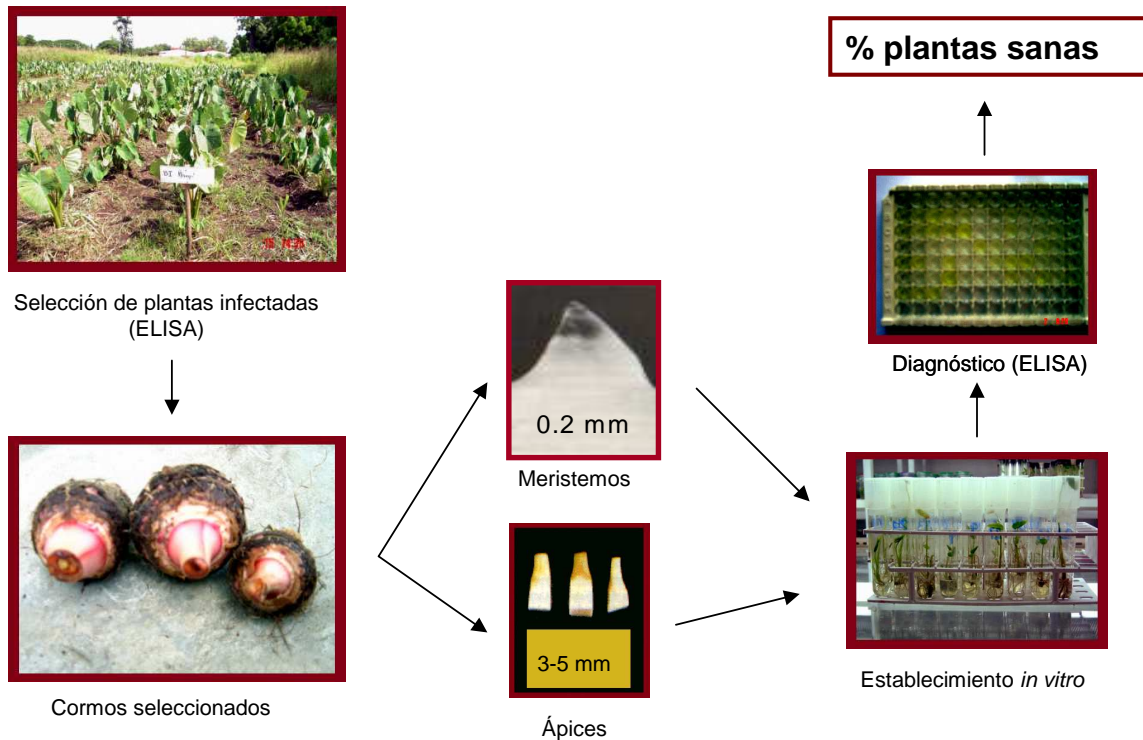 % plantas sanas
Selección de plantas infectadas
(ELISA)
0.2 mm
Meristemos
Diagnóstico (ELISA)
3-5 mm
Cormos seleccionados
Ápices
Establecimiento in vitro